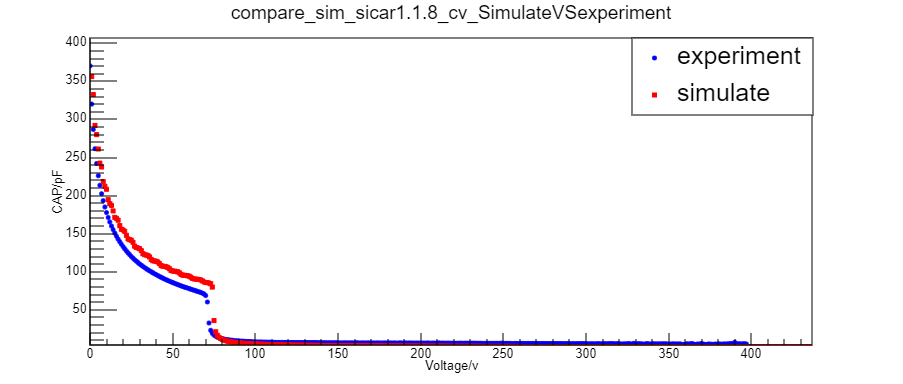 compare_sim_sicar1.1.8_cv_SimulateVSexperiment
experiment
simulate
400
350
300
250
200
150
100
50
CAP/pF
0 50 100 150 200 250 300 350 400
Voltage/v